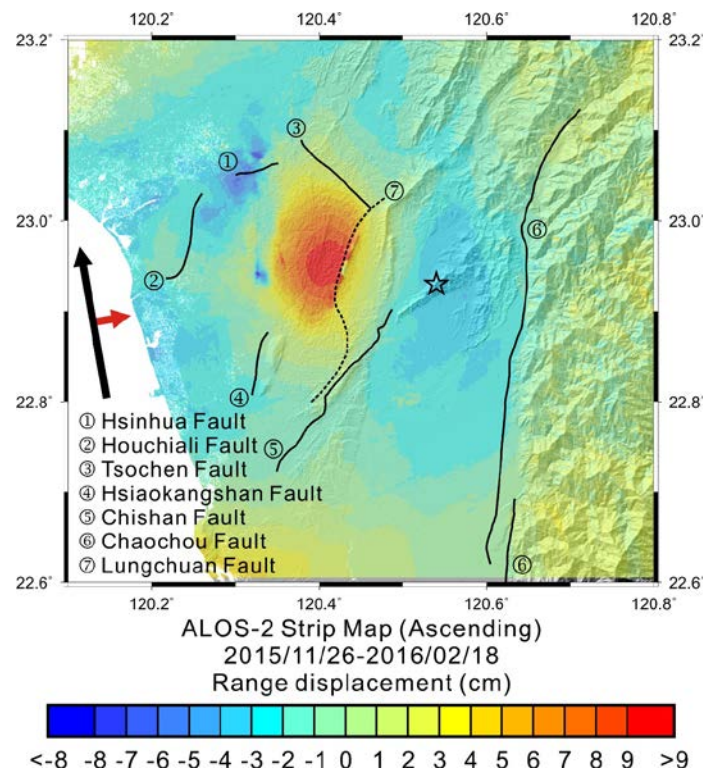 120.2° 120.4° 120.6° 120.8°
23.2° 23.2°
③
①
⑦
23.0° ⑥ 23.0°
②
22.8° ④ 22.8°
① Hsinhua Fault
② Houchiali Fault ⑤
③ Tsochen Fault
④ Hsiaokangshan Fault
⑤ Chishan Fault
⑥ Chaochou Fault
⑦ Lungchuan Fault ⑥
22.6° 22.6°
120.2° 120.4° 120.6° 120.8°
ALOS-2 Strip Map (Ascending)
2015/11/26-2016/02/18
Range displacement (cm)
<-8 -8 -7 -6 -5 -4 -3 -2 -1 0 1 2 3 4 5 6 7 8 9 >9